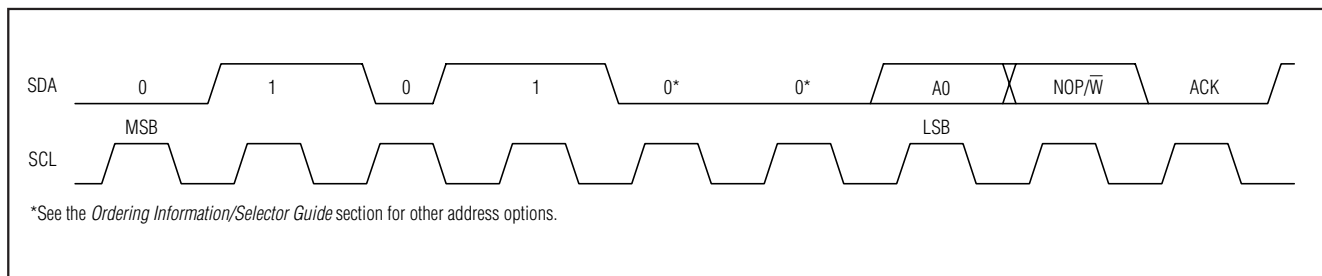 SDA 0 1 0 1 0* 0* A0 NOP/W̅ ACK
MSB LSB
SCL
*See the Ordering Information/Selector Guide section for other address options.